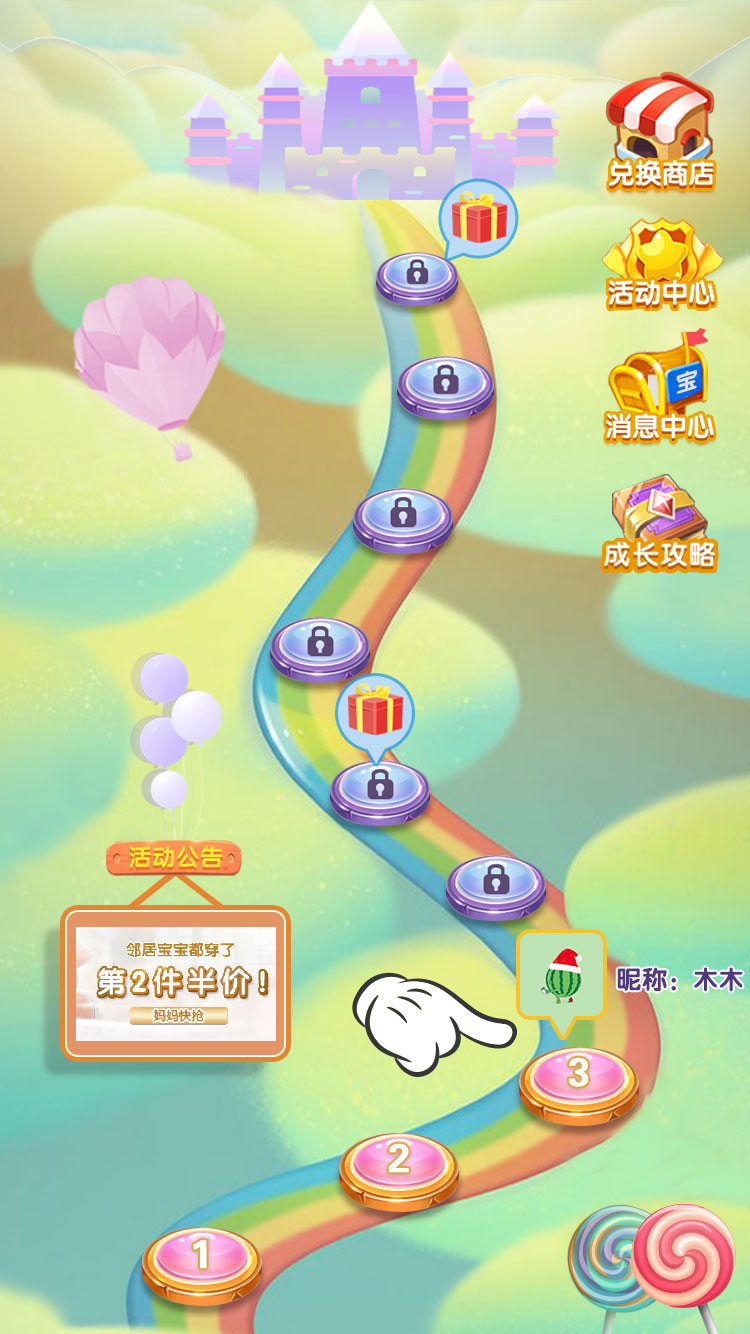 兑换商店
活动中心
宝
消息中心
成长攻略
活动公告
邻居宝宝都穿了
第2件半价!
妈妈快抢
昵称：木木
3
2
1